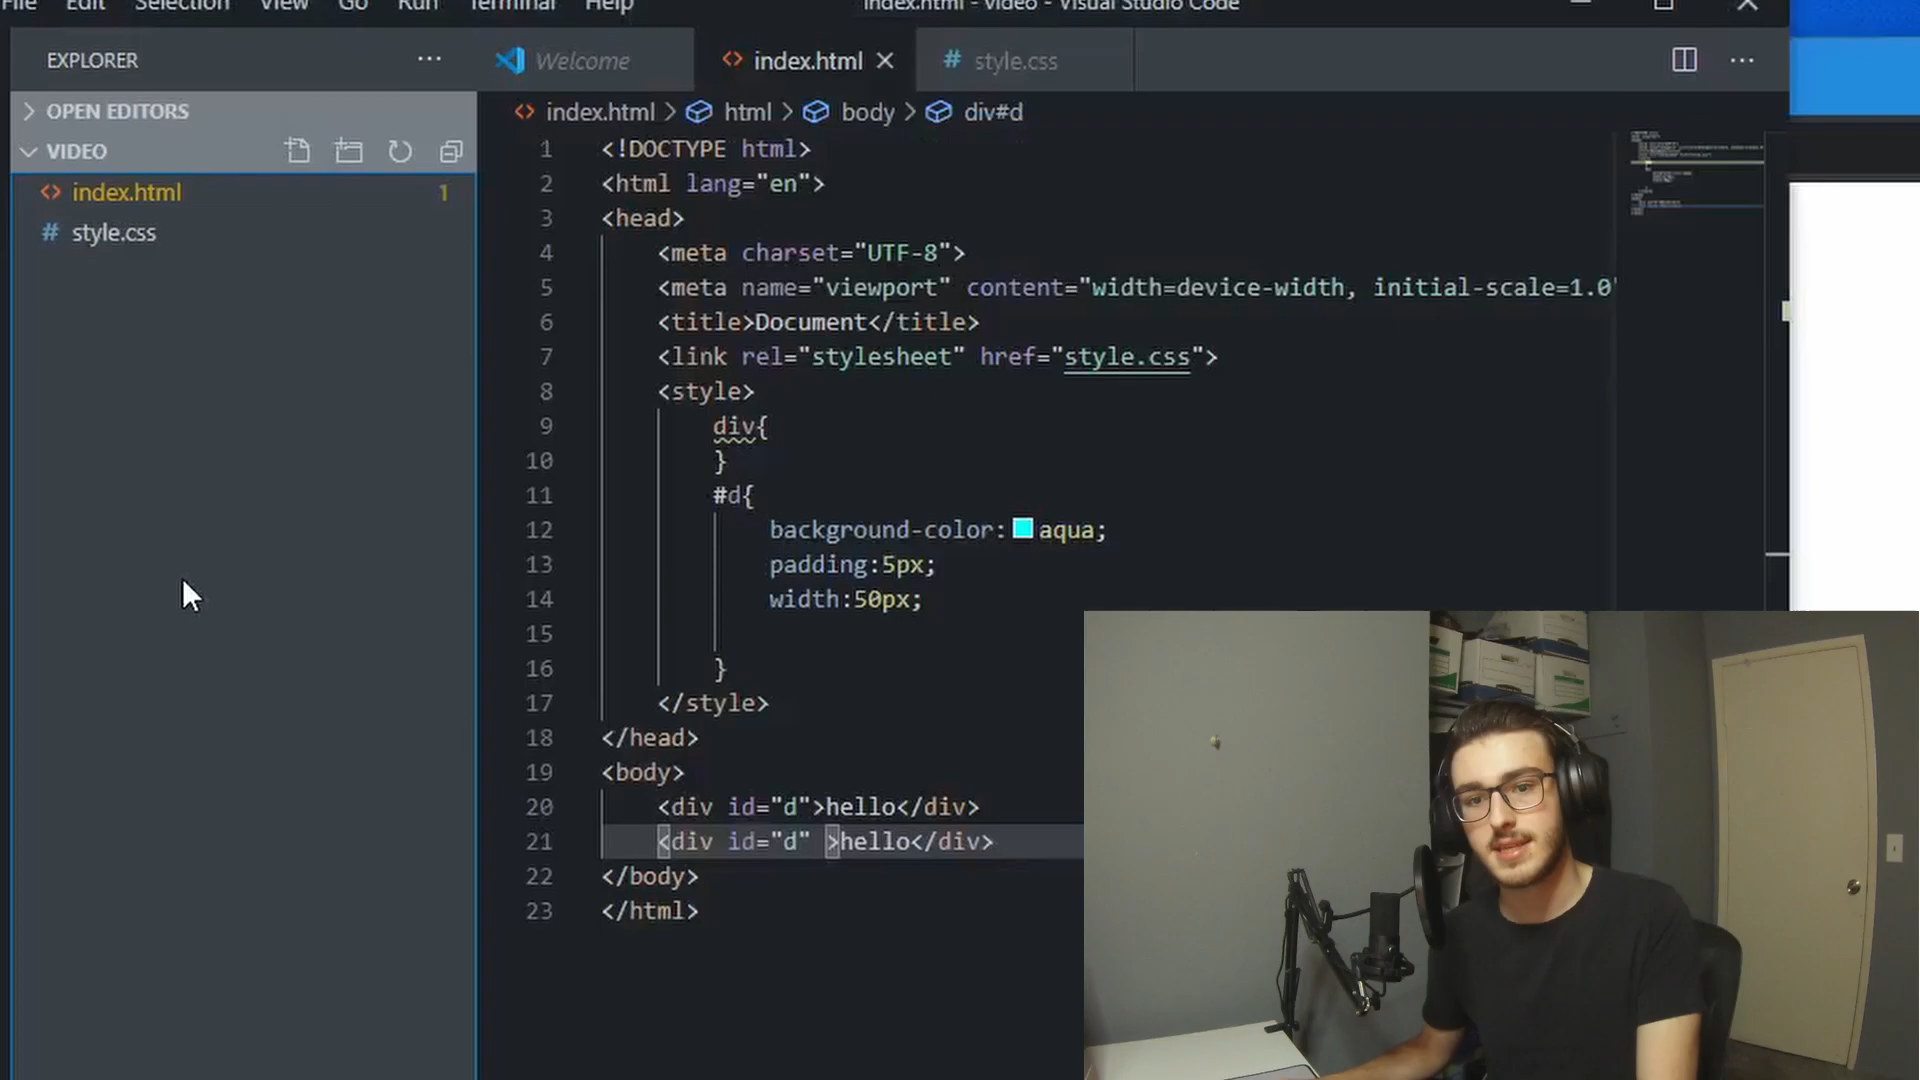 File Edit Selection View Go Run Terminal Help index.html - video - Visual Studio Code
EXPLORER ··· Welcome index.html # style.css ···
OPEN EDITORS
VIDEO
index.html 1
# style.css
index.html > html > body > div#d
1 <!DOCTYPE html>
2 <html lang="en">
3 <head>
4 <meta charset="UTF-8">
5 <meta name="viewport" content="width=device-width, initial-scale=1.0"
6 <title>Document</title>
7 <link rel="stylesheet" href="style.css">
8 <style>
9 div{
10 }
11 #d{
12 background-color: aqua;
13 padding:5px;
14 width:50px;
15
16 }
17 </style>
18 </head>
19 <body>
20 <div id="d">hello</div>
21 <div id="d" >hello</div>
22 </body>
23 </html>